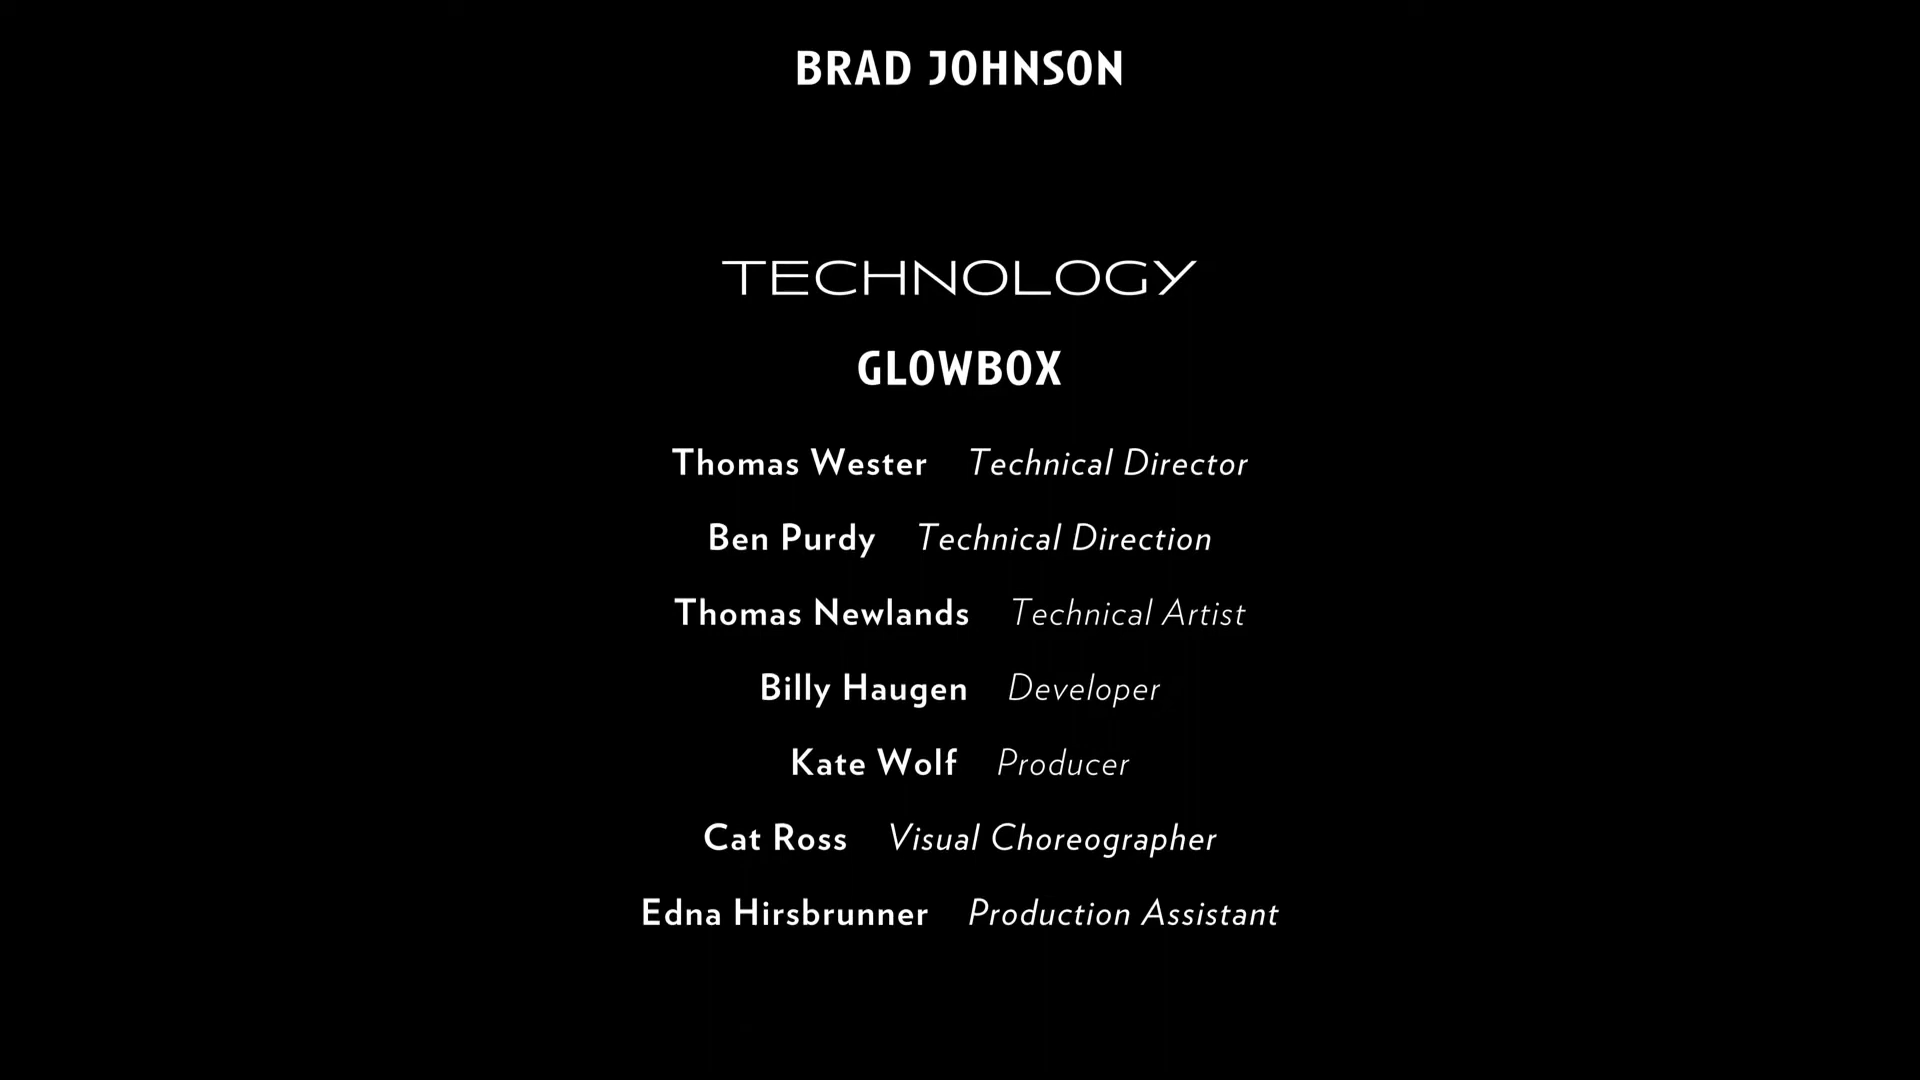 BRAD JOHNSON
TECHNOLOGY
GLOWBOX
Thomas Wester Technical Director
Ben Purdy Technical Direction
Thomas Newlands Technical Artist
Billy Haugen Developer
Kate Wolf Producer
Cat Ross Visual Choreographer
Edna Hirsbrunner Production Assistant